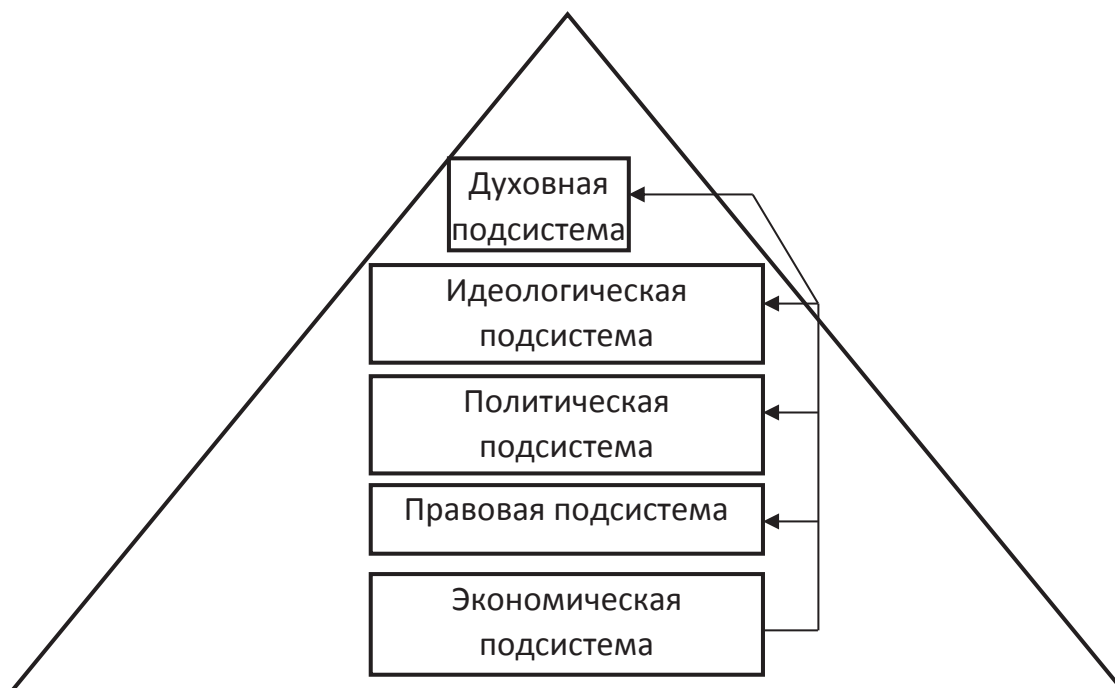 Духовная
подсистема
Идеологическая
подсистема
Политическая
подсистема
Правовая подсистема
Экономическая
подсистема